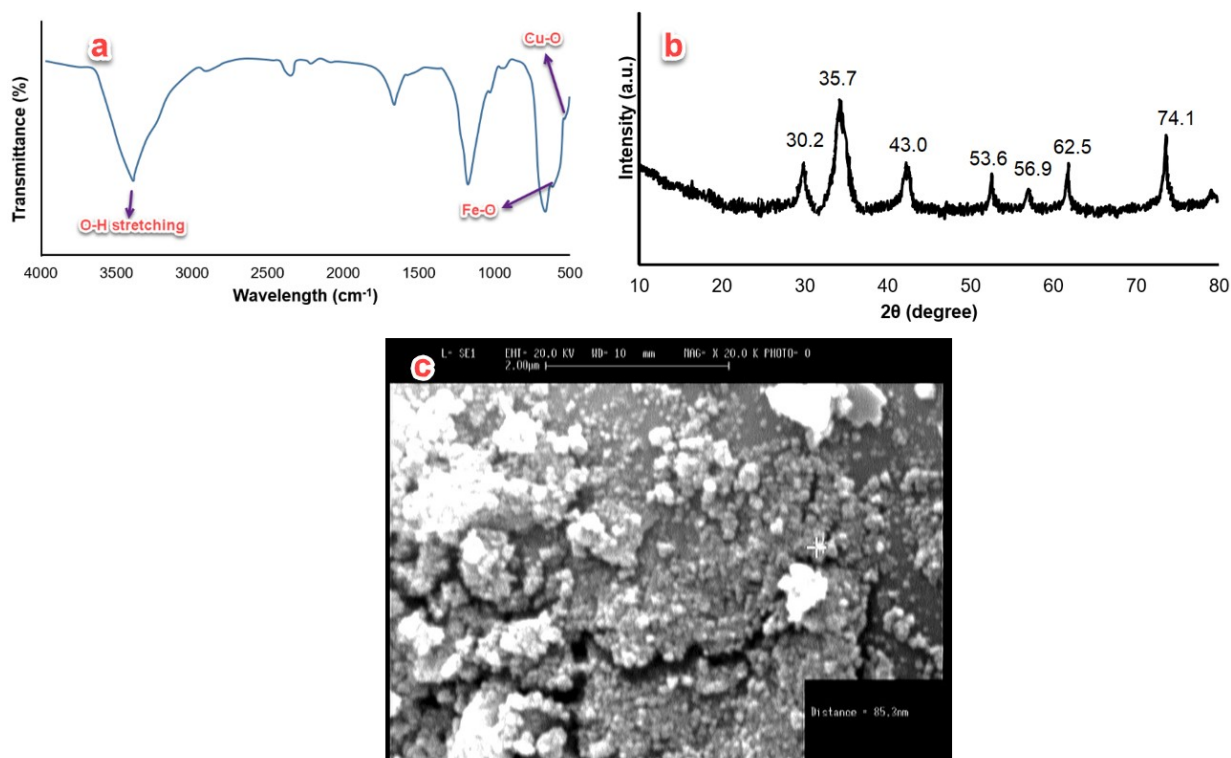 a
Transmittance (%)
Cu-O
Fe-O
O-H stretching
4000 3500 3000 2500 2000 1500 1000 500
Wavelength (cm-1)
b
Intensity (a.u.)
30.2
35.7
43.0
53.6
56.9
62.5
74.1
10 20 30 40 50 60 70 80
2θ (degree)
c
L= SE1 EHT= 20.0 KV WD= 10 mm MAG= X 20.0 K PHOTO= 0
2.00µm
Distance = 85.3nm